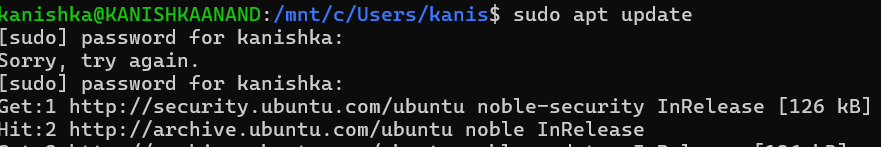 kanishka@KANISHKAANAND:/mnt/c/Users/kanis$ sudo apt update
[sudo] password for kanishka:
Sorry, try again.
[sudo] password for kanishka:
Get:1 http://security.ubuntu.com/ubuntu noble-security InRelease [126 kB]
Hit:2 http://archive.ubuntu.com/ubuntu noble InRelease